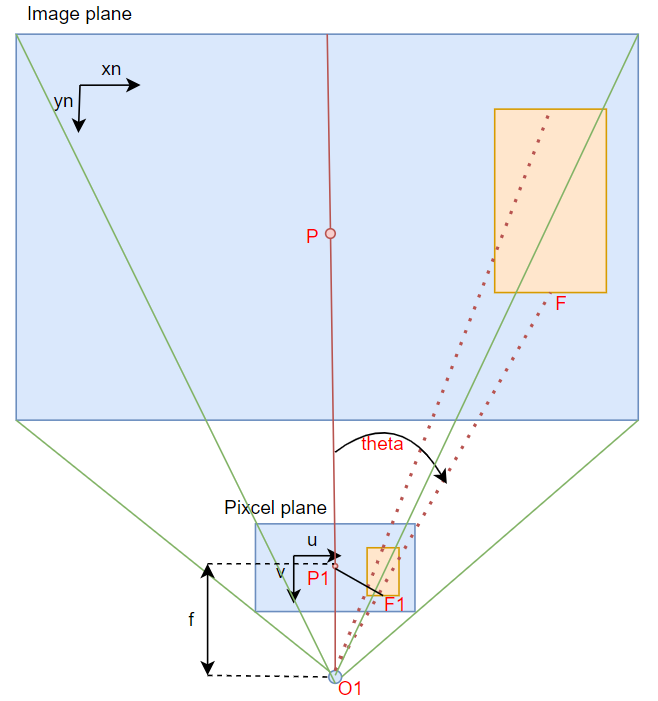 Image plane
xn
yn
P
F
theta
Pixcel plane
u
v
P1
F1
f
O1